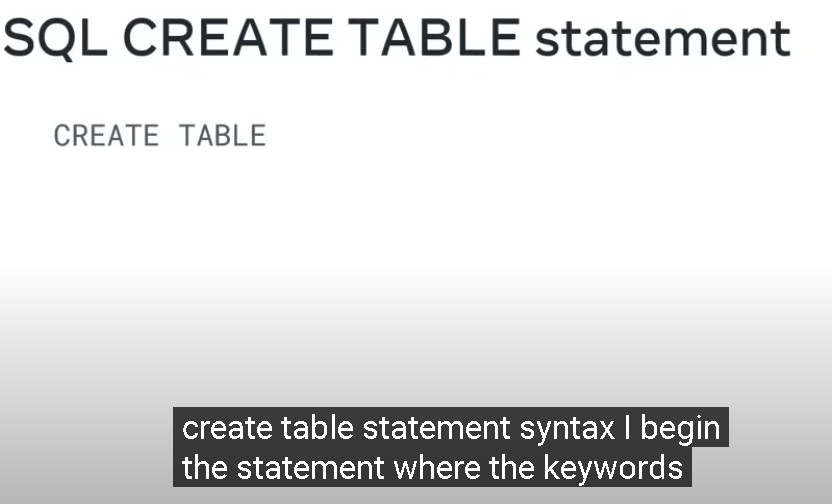 SQL CREATE TABLE statement
CREATE TABLE
create table statement syntax I begin
the statement where the keywords